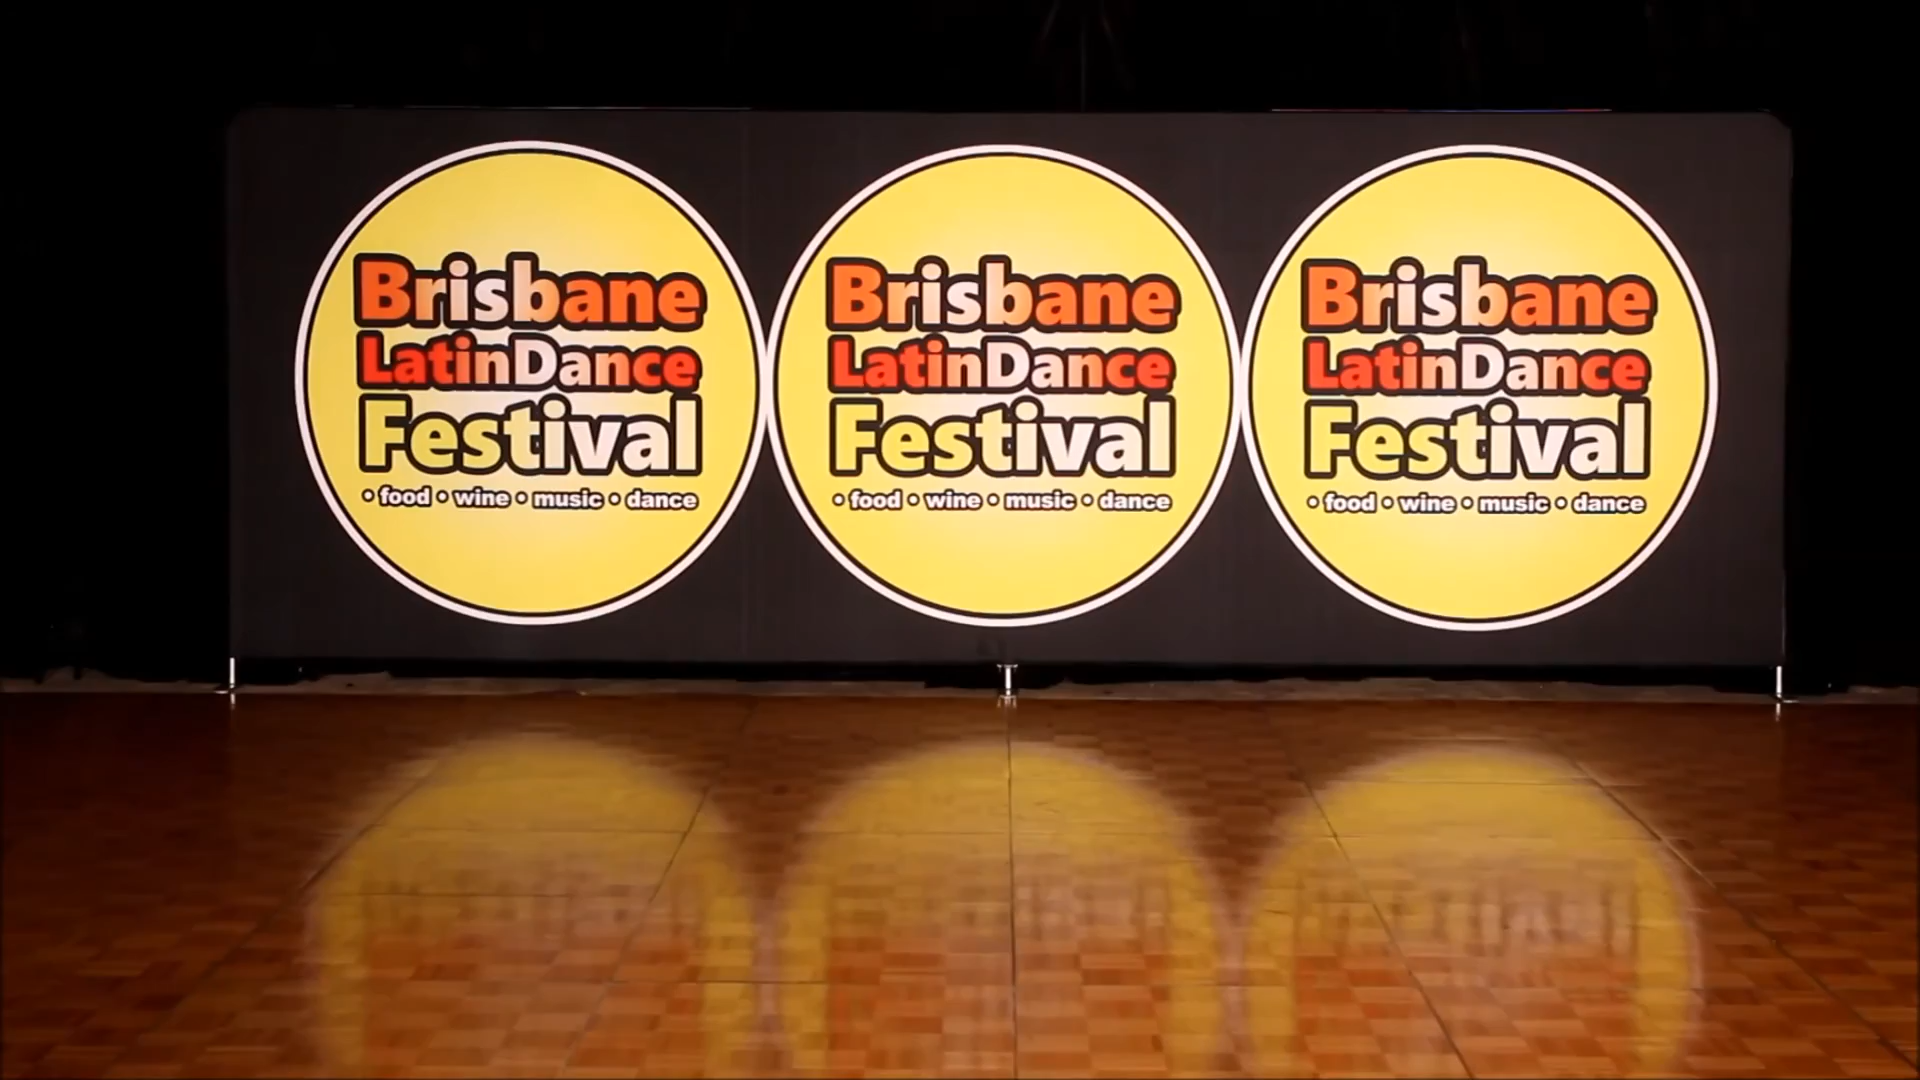 Brisbane
LatinDance
Festival
• food • wine • music • dance
Brisbane
LatinDance
Festival
• food • wine • music • dance
Brisbane
LatinDance
Festival
• food • wine • music • dance